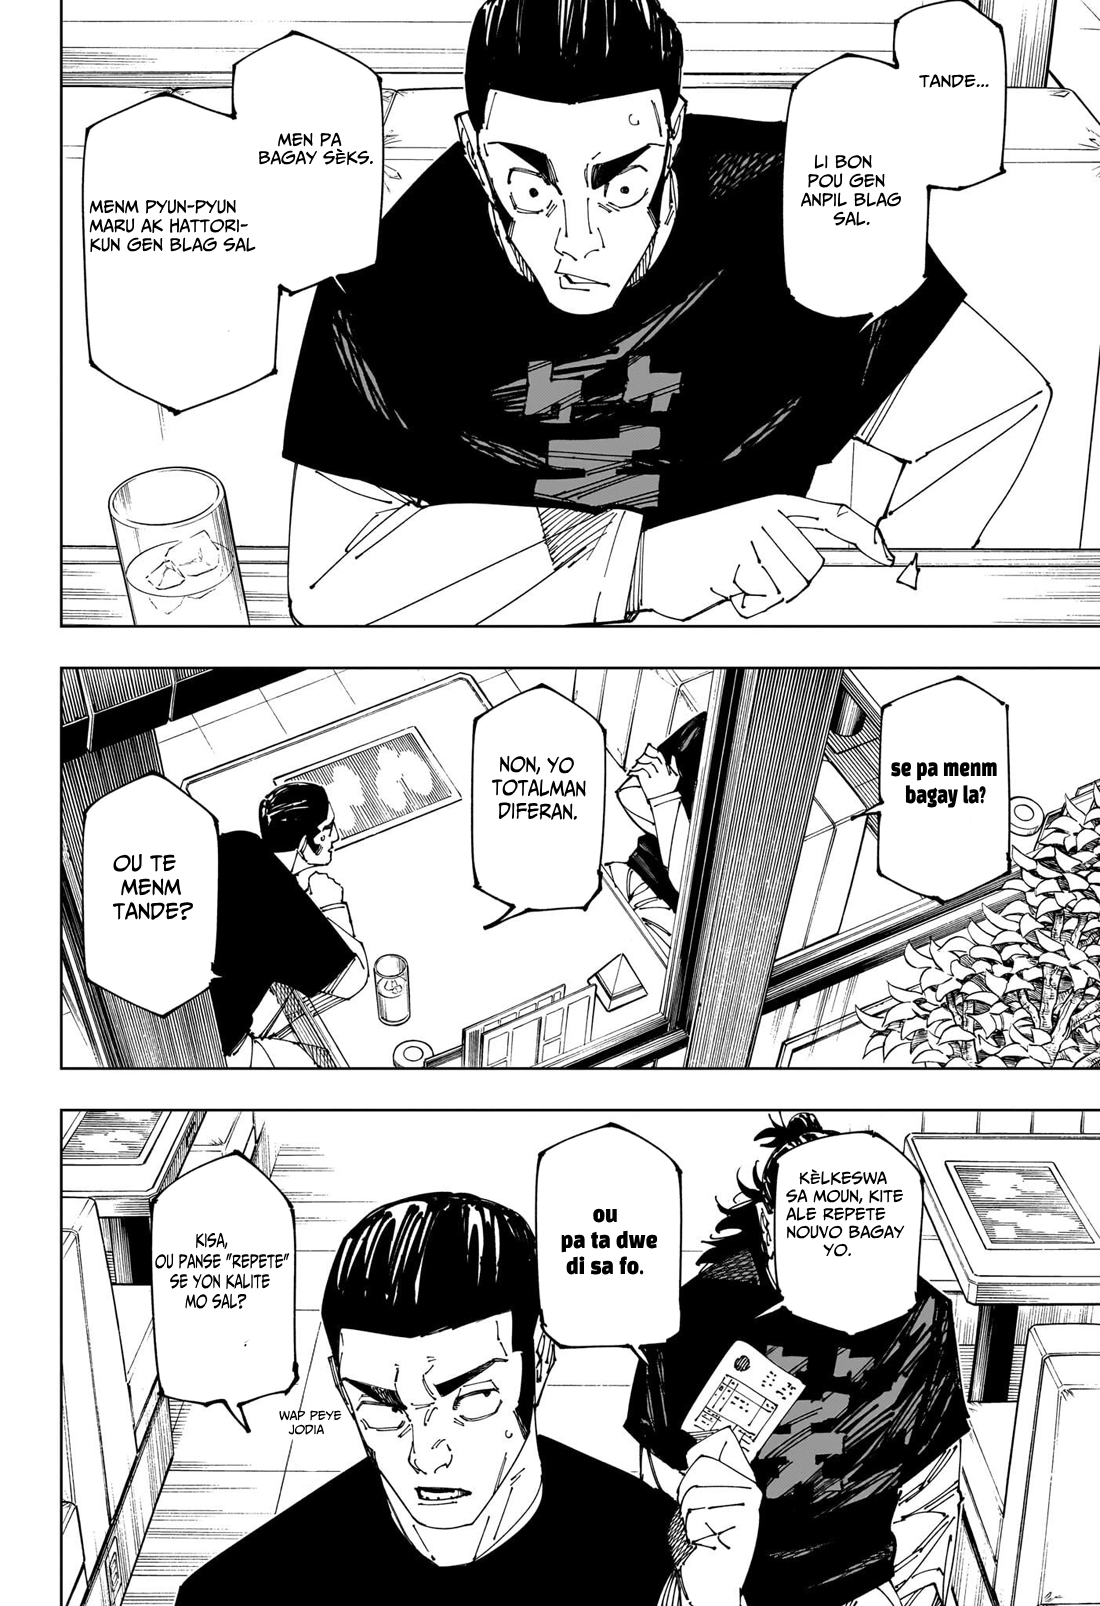 TANDE...
LI BON
POU GEN
ANPIL BLAG
SAL.
MEN PA
BAGAY SÈKS.
MENM PYUN-PYUN
MARU AK HATTORI-
KUN GEN BLAG SAL
se pa menm
bagay la?
NON, YO
TOTALMAN
DIFERAN.
OU TE
MENM
TANDE?
KÈLKESWA
SA MOUN, KITE
ALE REPETE
NOUVO BAGAY
YO.
ou
pa ta dwe
di sa fo.
KISA,
OU PANSE "REPETE"
SE YON KALITE
MO SAL?
WAP PEYE
JODIA